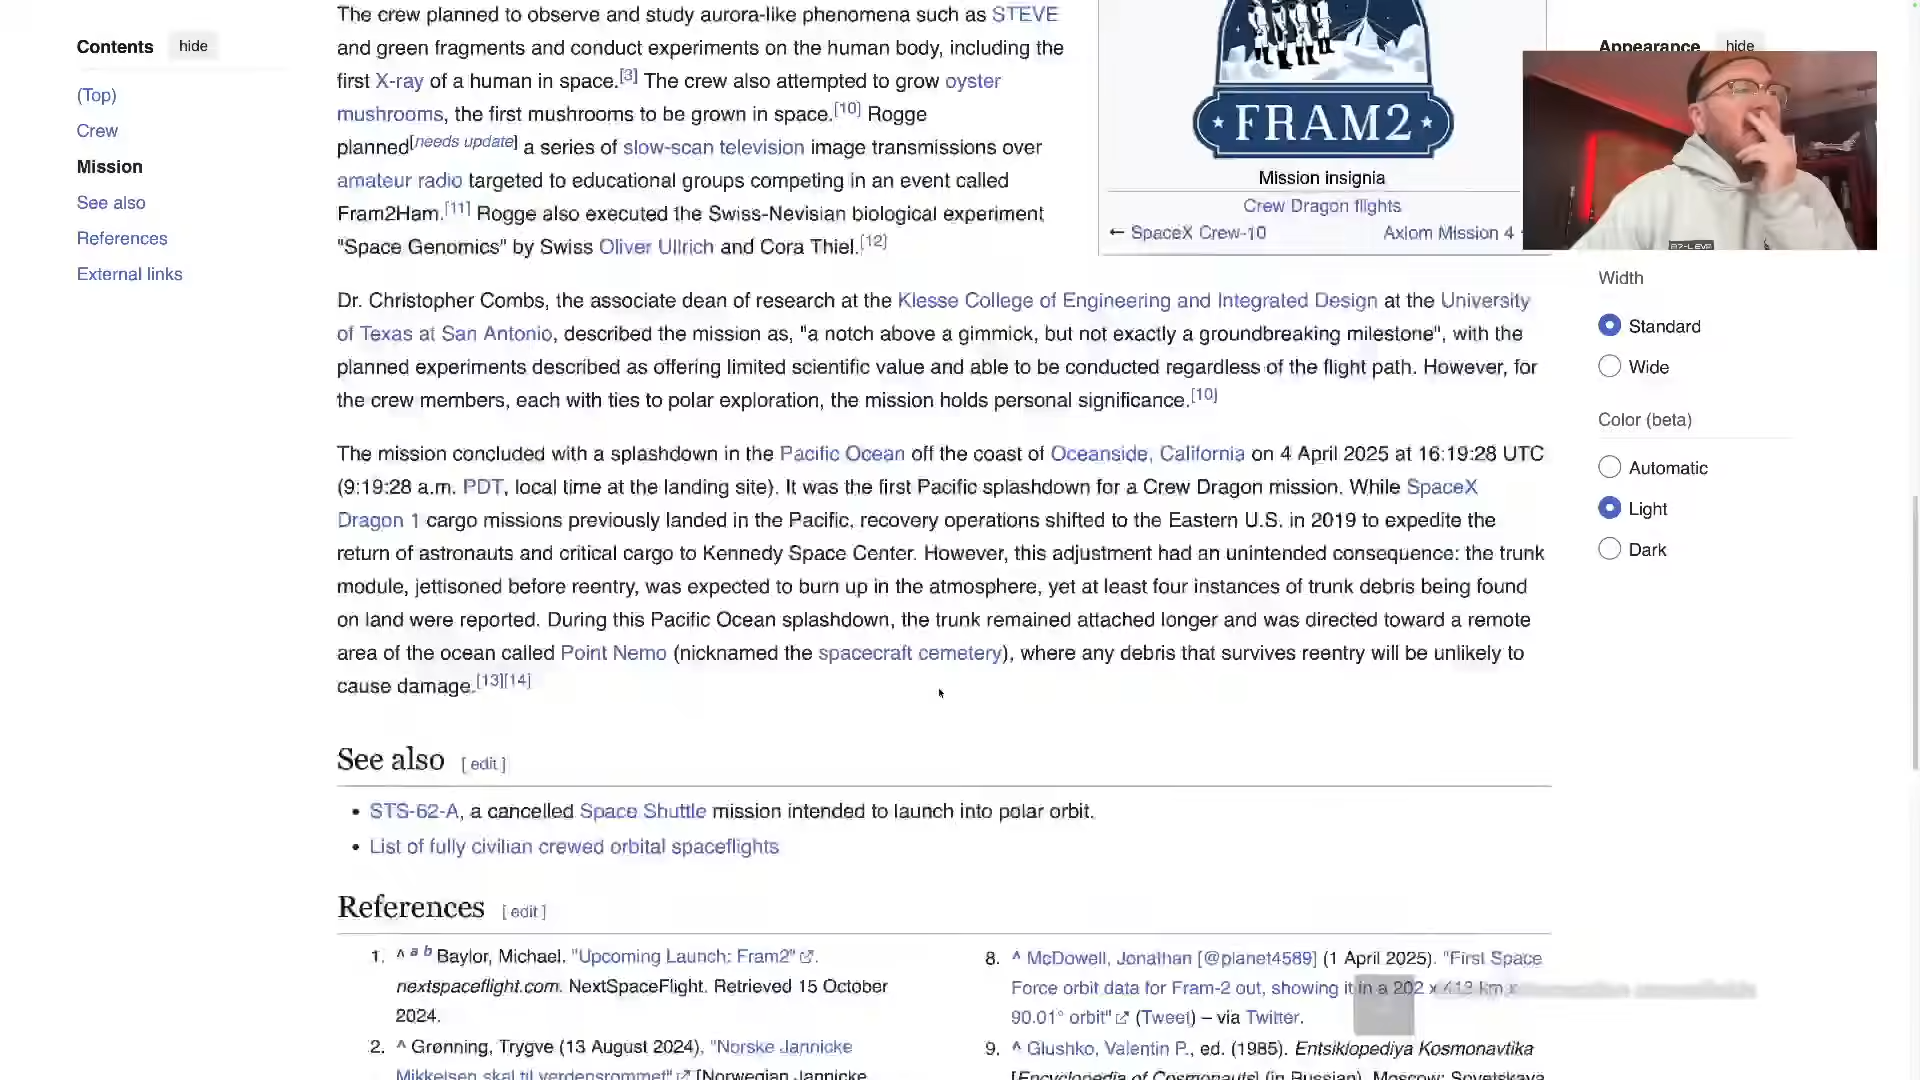 Contents hide
(Top)
Crew
Mission
See also
References
External links
The crew planned to observe and study aurora-like phenomena such as STEVE
and green fragments and conduct experiments on the human body, including the
first X-ray of a human in space.[3] The crew also attempted to grow oyster
mushrooms, the first mushrooms to be grown in space.[10] Rogge
planned[needs update] a series of slow-scan television image transmissions over
amateur radio targeted to educational groups competing in an event called
Fram2Ham.[11] Rogge also executed the Swiss-Nevisian biological experiment
"Space Genomics" by Swiss Oliver Ullrich and Cora Thiel.[12]
FRAM2
Mission insignia
Crew Dragon flights
← SpaceX Crew-10 Axiom Mission 4
Dr. Christopher Combs, the associate dean of research at the Klesse College of Engineering and Integrated Design at the University
of Texas at San Antonio, described the mission as, "a notch above a gimmick, but not exactly a groundbreaking milestone", with the
planned experiments described as offering limited scientific value and able to be conducted regardless of the flight path. However, for
the crew members, each with ties to polar exploration, the mission holds personal significance.[10]
The mission concluded with a splashdown in the Pacific Ocean off the coast of Oceanside, California on 4 April 2025 at 16:19:28 UTC
(9:19:28 a.m. PDT, local time at the landing site). It was the first Pacific splashdown for a Crew Dragon mission. While SpaceX
Dragon 1 cargo missions previously landed in the Pacific, recovery operations shifted to the Eastern U.S. in 2019 to expedite the
return of astronauts and critical cargo to Kennedy Space Center. However, this adjustment had an unintended consequence: the trunk
module, jettisoned before reentry, was expected to burn up in the atmosphere, yet at least four instances of trunk debris being found
on land were reported. During this Pacific Ocean splashdown, the trunk remained attached longer and was directed toward a remote
area of the ocean called Point Nemo (nicknamed the spacecraft cemetery), where any debris that survives reentry will be unlikely to
cause damage.[13][14]
See also [ edit ]
• STS-62-A, a cancelled Space Shuttle mission intended to launch into polar orbit.
• List of fully civilian crewed orbital spaceflights
References [ edit ]
1. ^ a b Baylor, Michael. "Upcoming Launch: Fram2".
nextspaceflight.com. NextSpaceFlight. Retrieved 15 October
2024.
2. ^ Grønning, Trygve (13 August 2024), "Norske Jannicke
Mikkelsen skal til verdensrommet" [Norwegian Jannicke
8. ^ McDowell, Jonathan [@planet4589] (1 April 2025). "First Space
Force orbit data for Fram-2 out, showing it in a 202 x 413 km x
90.01° orbit" (Tweet) – via Twitter.
9. ^ Glushko, Valentin P., ed. (1985). Entsiklopediya Kosmonavtika
[Encyclopedia of Cosmonauts] (in Russian). Moscow: Sovetskaya
Appearance hide
Width
Standard
Wide
Color (beta)
Automatic
Light
Dark